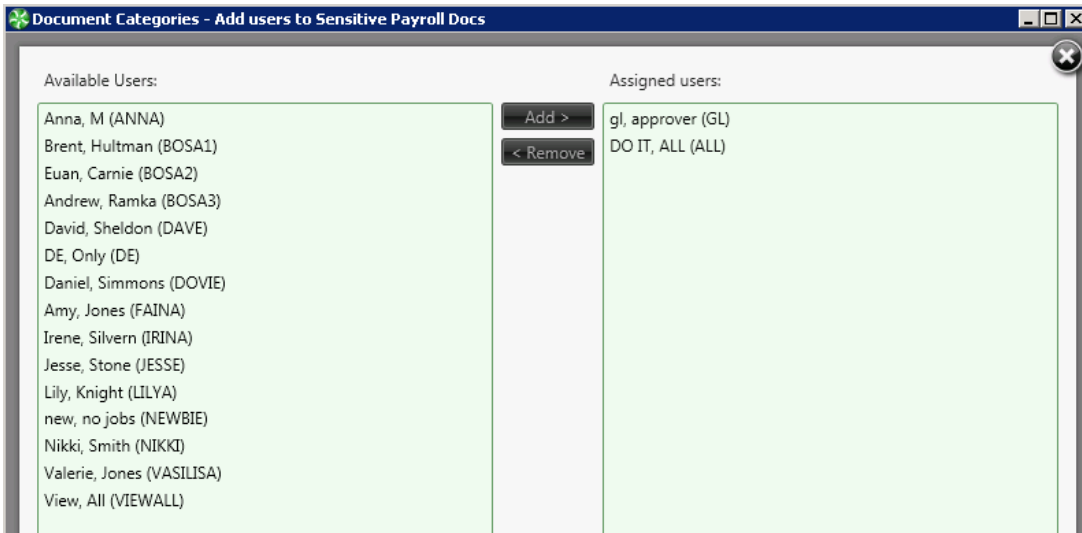 Document Categories - Add users to Sensitive Payroll Docs
Available Users:
Anna, M (ANNA)
Brent, Hultman (BOSA1)
Euan, Carnie (BOSA2)
Andrew, Ramka (BOSA3)
David, Sheldon (DAVE)
DE, Only (DE)
Daniel, Simmons (DOVIE)
Amy, Jones (FAINA)
Irene, Silvern (IRINA)
Jesse, Stone (JESSE)
Lily, Knight (LILYA)
new, no jobs (NEWBIE)
Nikki, Smith (NIKKI)
Valerie, Jones (VASILISA)
View, All (VIEWALL)
Add >
< Remove
Assigned users:
gl, approver (GL)
DO IT, ALL (ALL)